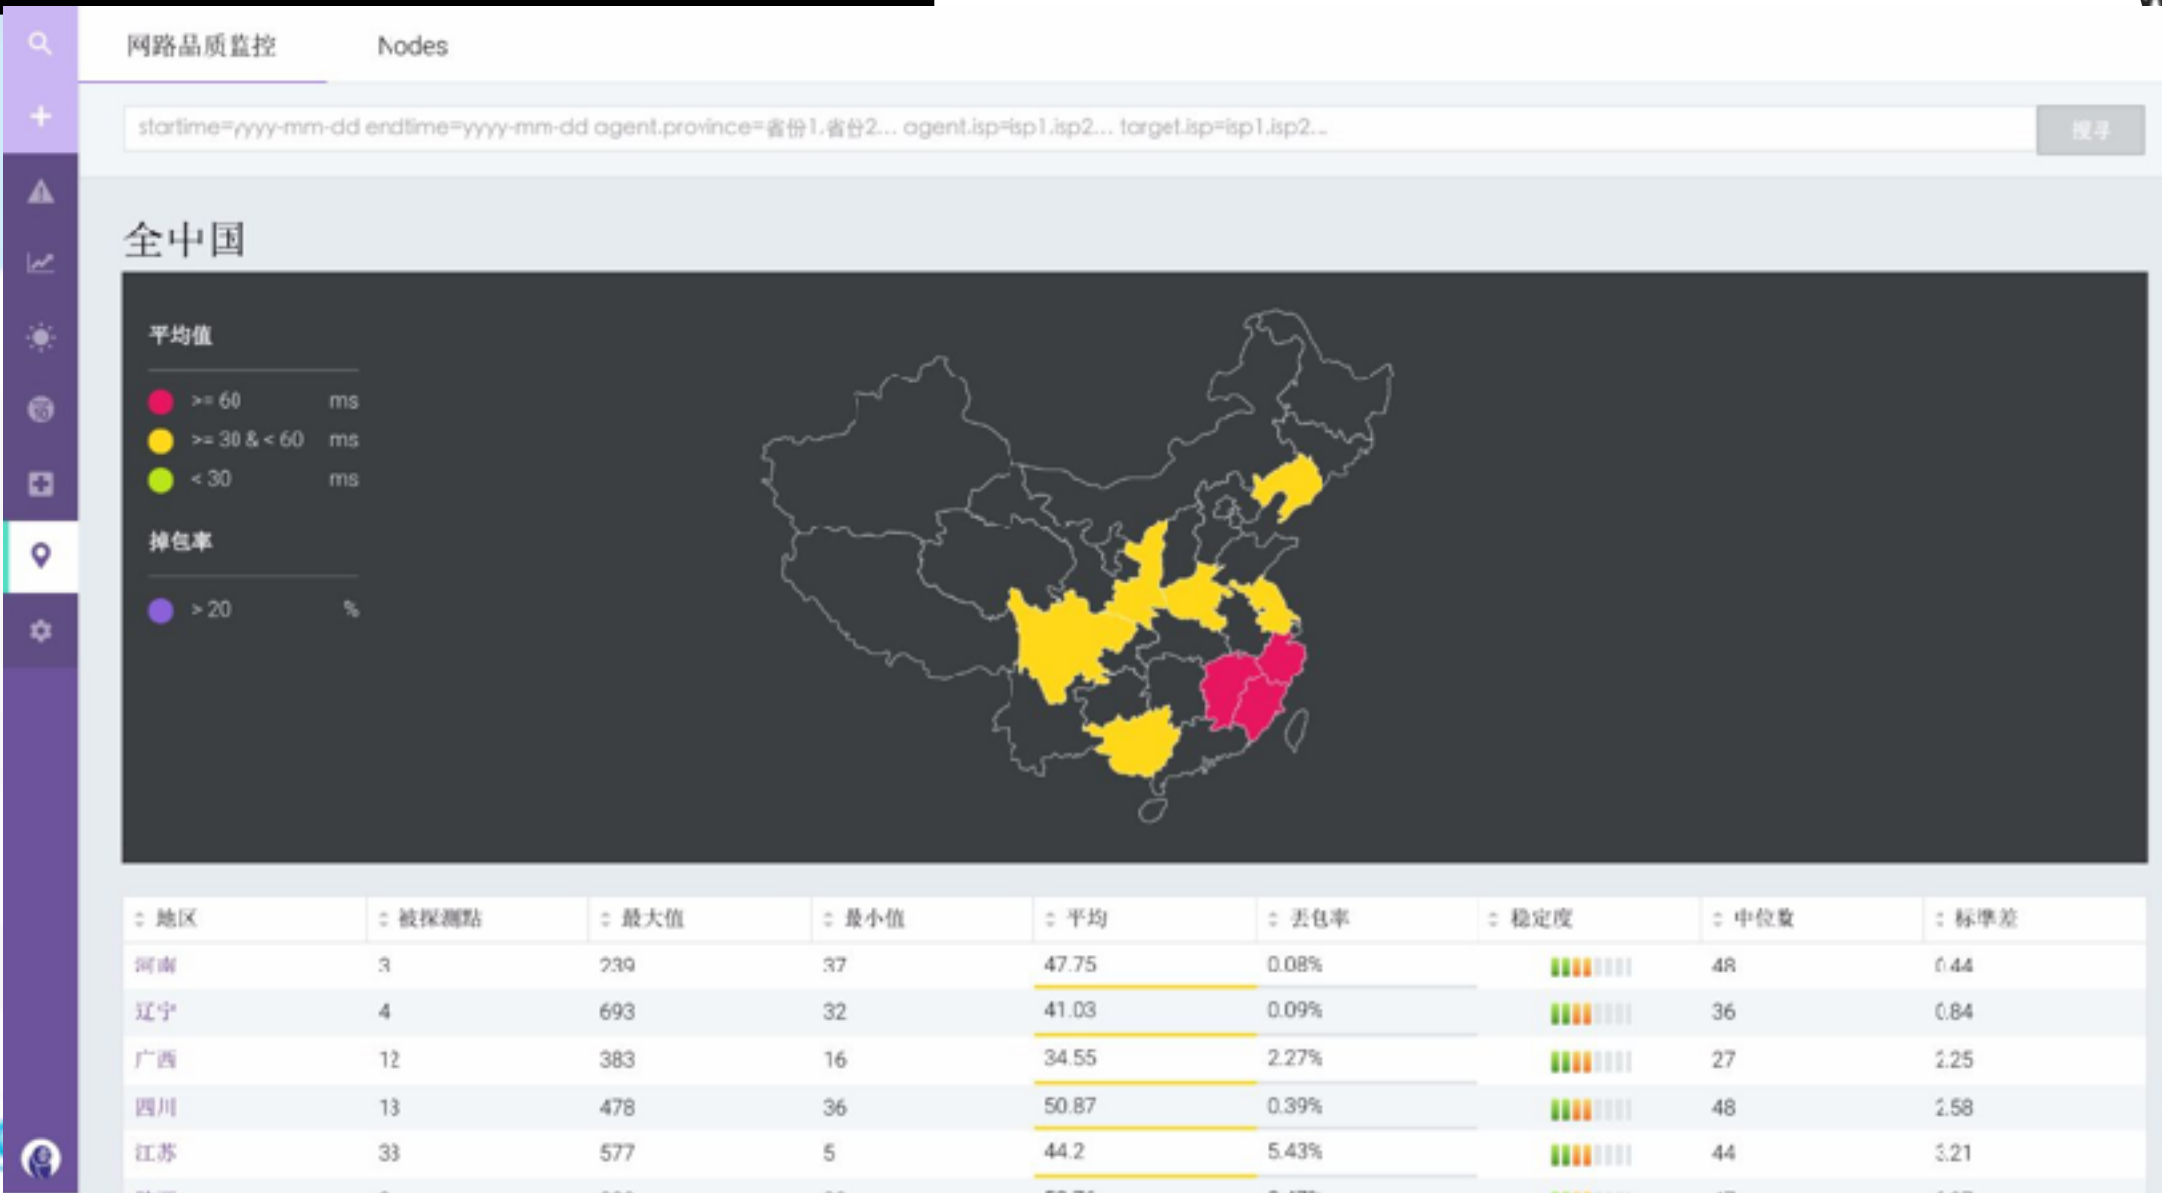 网路品质监控 Nodes
startime=yyyy-mm-dd endtime=yyyy-mm-dd agent.province=省份1,省份2... agent.isp=isp1.isp2... target.isp=isp1.isp2...
搜寻
全中国
平均值
>= 60 ms
>= 30 & < 60 ms
< 30 ms
掉包率
> 20 %
地区 被探测點 最大值 最小值 平均 丢包率 稳定度 中位数 标準差
河南 3 239 37 47.75 0.08% 48 0.44
辽宁 4 693 32 41.03 0.09% 36 0.84
广西 12 383 16 34.55 2.27% 27 2.25
四川 13 478 36 50.87 0.39% 48 2.58
江苏 33 577 5 44.2 5.43% 44 3.21